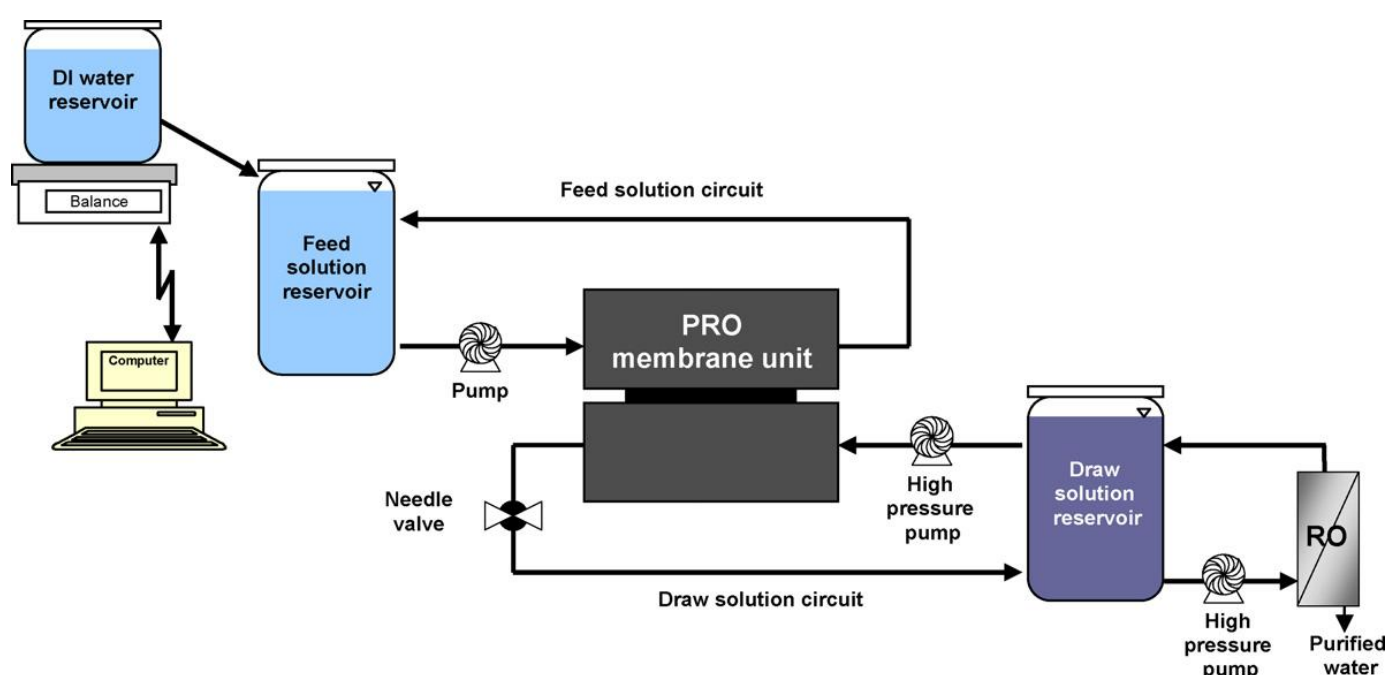 DI water
reservoir
Balance
Computer
Feed
solution
reservoir
Feed solution circuit
Pump
PRO
membrane unit
Needle
valve
High
pressure
pump
Draw solution circuit
Draw
solution
reservoir
RO
High
pressure
pump
Purified
water